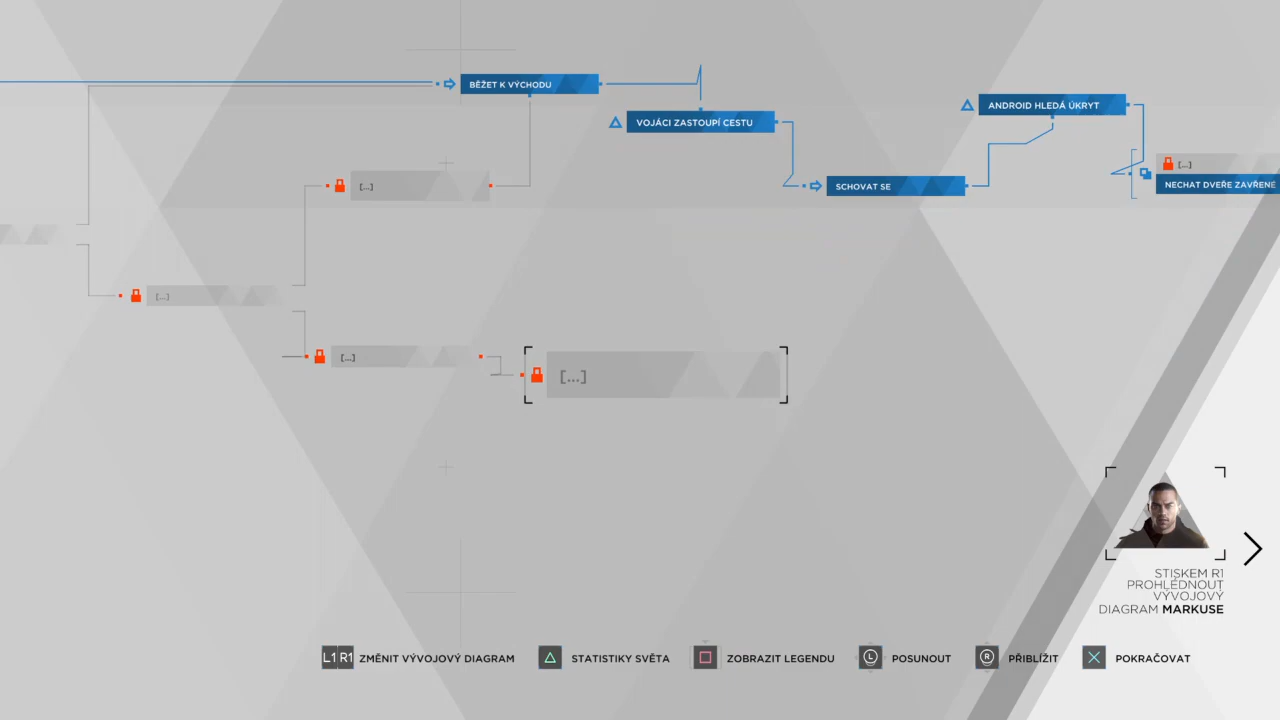 BĚŽET K VÝCHODU
VOJÁCI ZASTOUPÍ CESTU
ANDROID HLEDÁ ÚKRYT
[...]
NECHAT DVEŘE ZAVŘENÉ
SCHOVAT SE
[...]
[...]
[...]
[...]
STISKEM R1
PROHLÉDNOUT
VÝVOJOVÝ
DIAGRAM MARKUSE
L1 R1 ZMĚNIT VÝVOJOVÝ DIAGRAM
STATISTIKY SVĚTA
ZOBRAZIT LEGENDU
L POSUNOUT
R PŘIBLÍŽIT
POKRAČOVAT